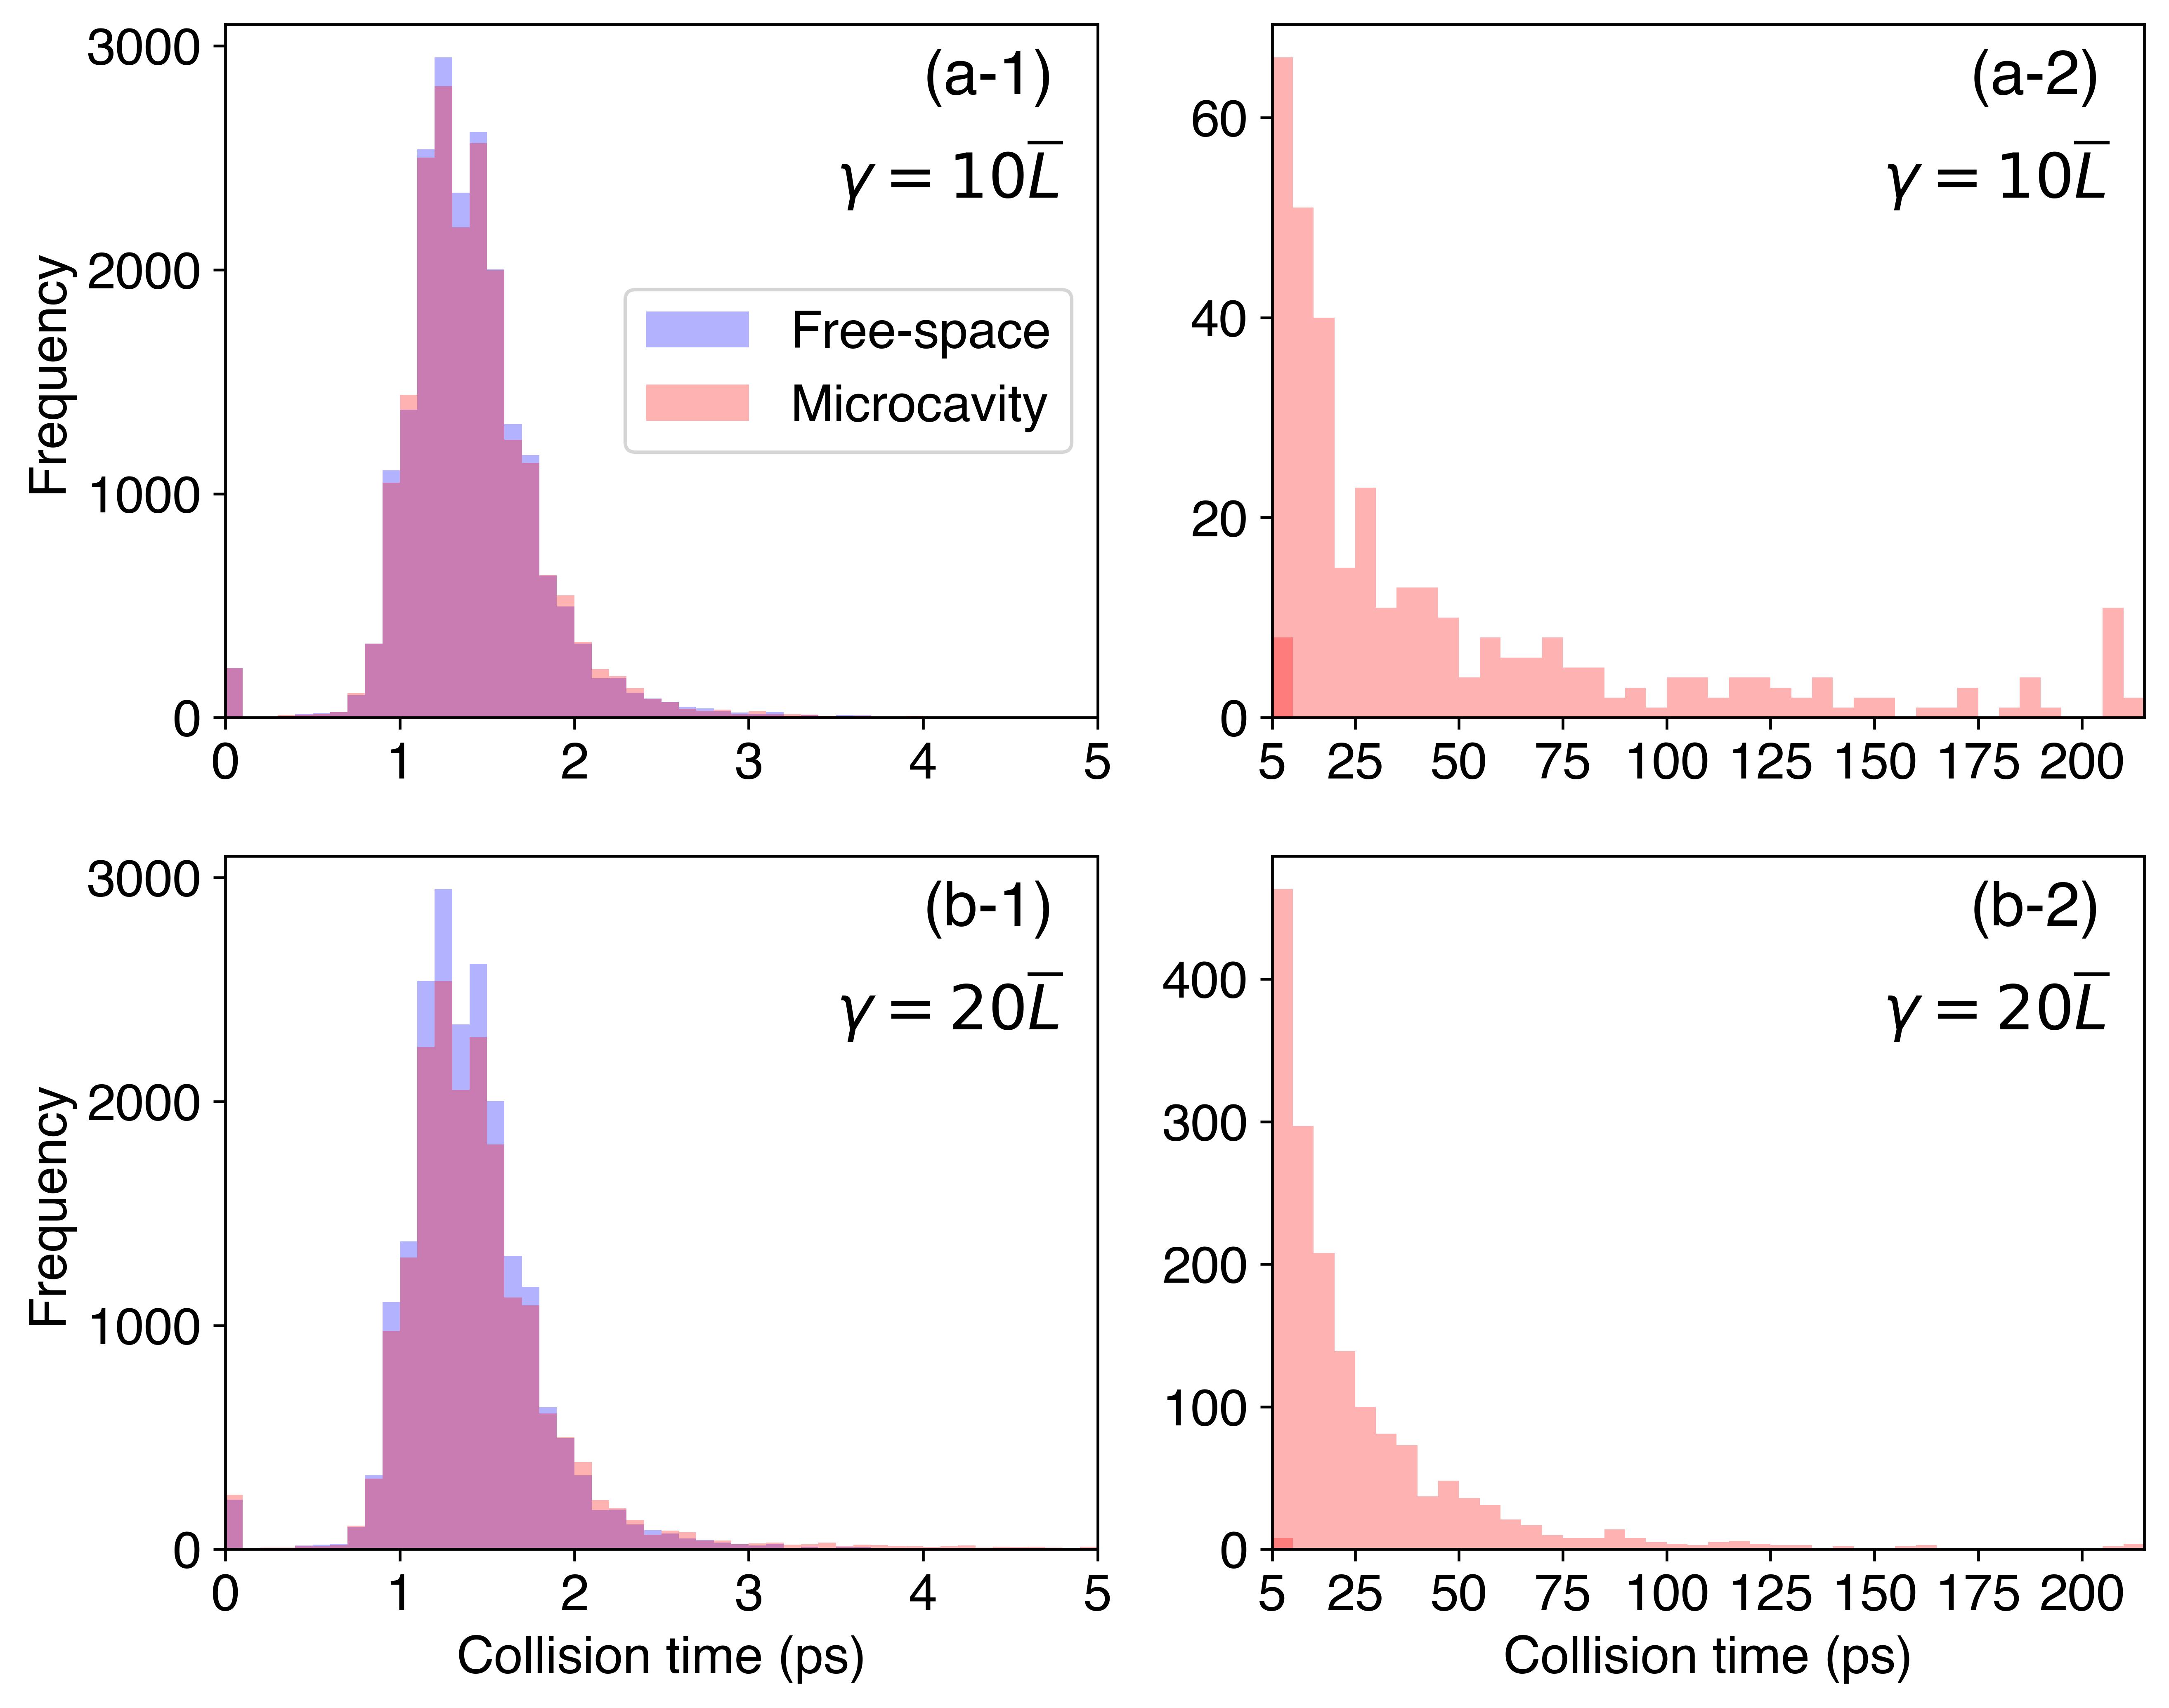 (a-1)
γ = 10L̅
Free-space
Microcavity
Frequency
3000
2000
1000
0
0 1 2 3 4 5
(a-2)
γ = 10L̅
60
40
20
0
5 25 50 75 100 125 150 175 200
(b-1)
γ = 20L̅
Frequency
3000
2000
1000
0
0 1 2 3 4 5
Collision time (ps)
(b-2)
γ = 20L̅
400
300
200
100
0
5 25 50 75 100 125 150 175 200
Collision time (ps)